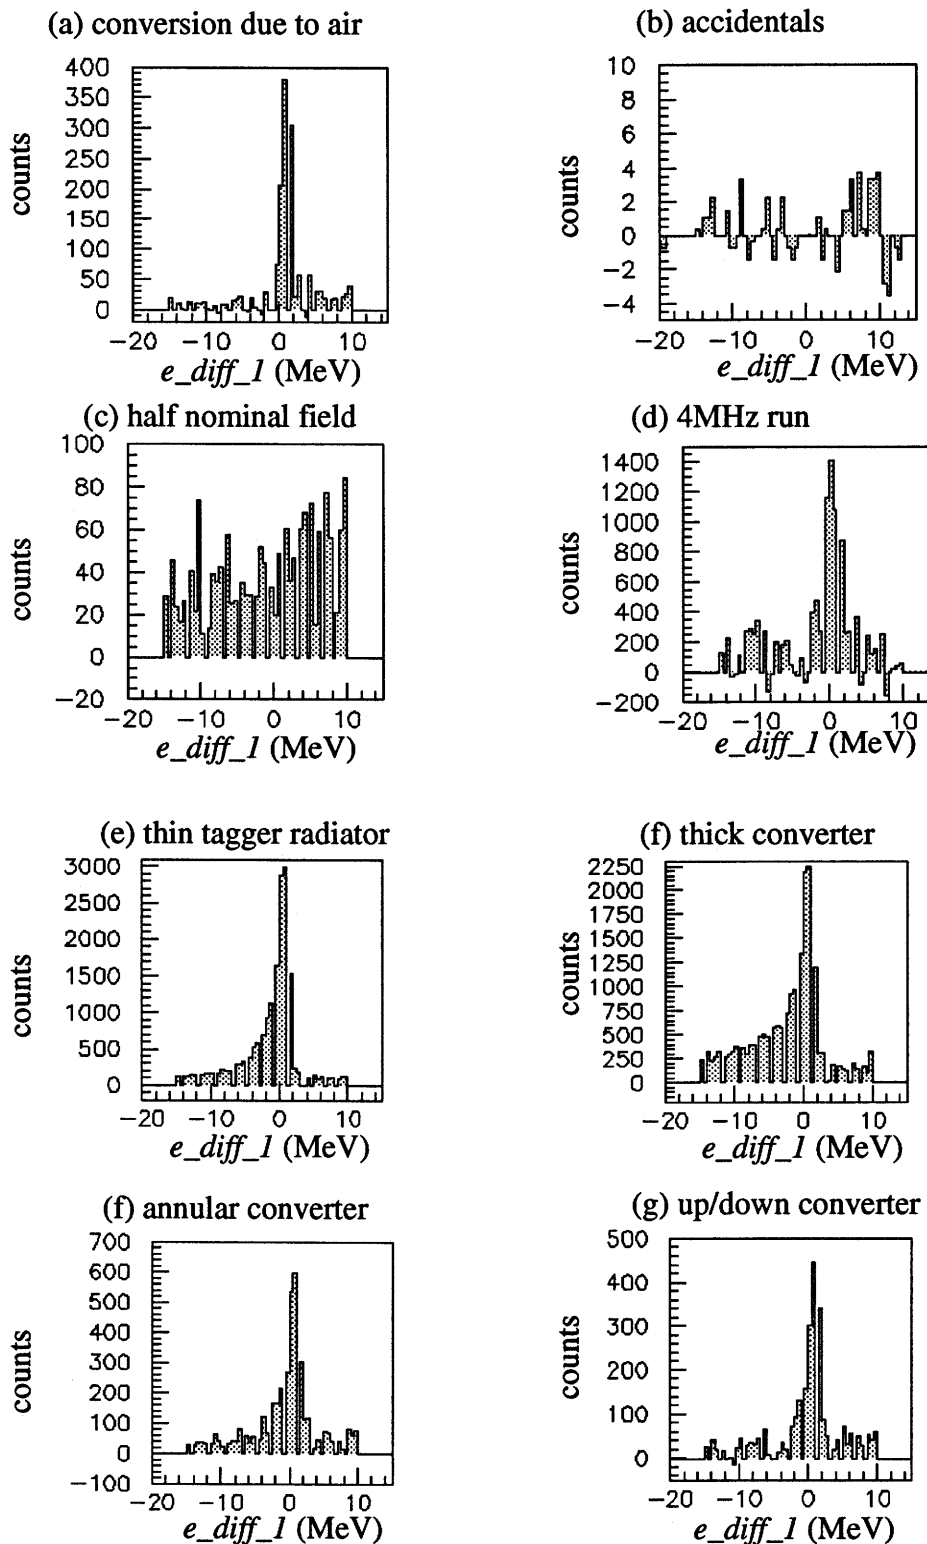 (a) conversion due to air
400
350
300
250
200
150
100
50
0
counts
−20 −10 0 10
e_diff_1 (MeV)
(b) accidentals
10
8
6
4
2
0
−2
−4
counts
−20 −10 0 10
e_diff_1 (MeV)
(c) half nominal field
100
80
60
40
20
0
−20
counts
−20 −10 0 10
e_diff_1 (MeV)
(d) 4MHz run
1400
1200
1000
800
600
400
200
0
−200
counts
−20 −10 0 10
e_diff_1 (MeV)
(e) thin tagger radiator
3000
2500
2000
1500
1000
500
0
counts
−20 −10 0 10
e_diff_1 (MeV)
(f) thick converter
2250
2000
1750
1500
1250
1000
750
500
250
0
counts
−20 −10 0 10
e_diff_1 (MeV)
(f) annular converter
700
600
500
400
300
200
100
0
−100
counts
−20 −10 0 10
e_diff_1 (MeV)
(g) up/down converter
500
400
300
200
100
0
counts
−20 −10 0 10
e_diff_1 (MeV)